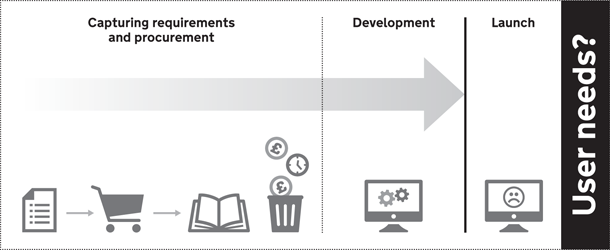 Capturing requirements
and procurement
Development
Launch
User needs?
£
£